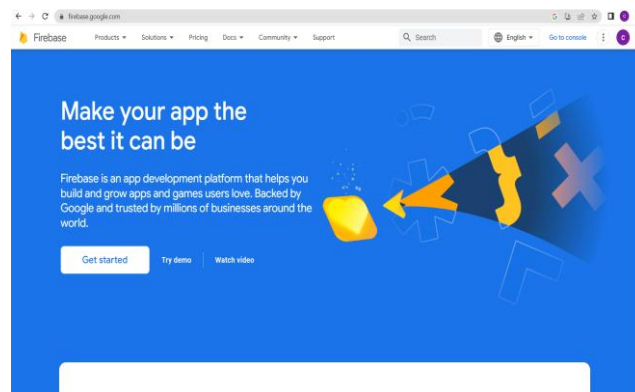 firebase.google.com
Firebase Products Solutions Pricing Docs Community Support Search English Go to console C
Make your app the
best it can be
Firebase is an app development platform that helps you
build and grow apps and games users love. Backed by
Google and trusted by millions of businesses around the
world.
Get started Try demo Watch video